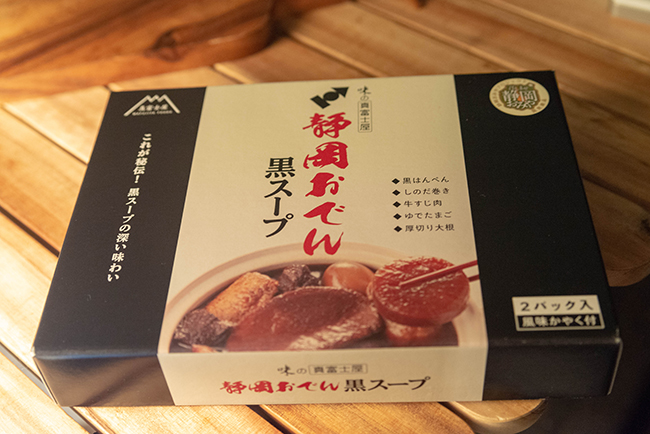 味の真富士屋
静岡おでん
黒スープ
これが秘伝!黒スープの深い味わい
◆黒はんぺん
◆しのだ巻き
◆牛すじ肉
◆ゆでたまご
◆厚切り大根
2パック入
風味かやく付
味の真富士屋
静岡おでん黒スープ